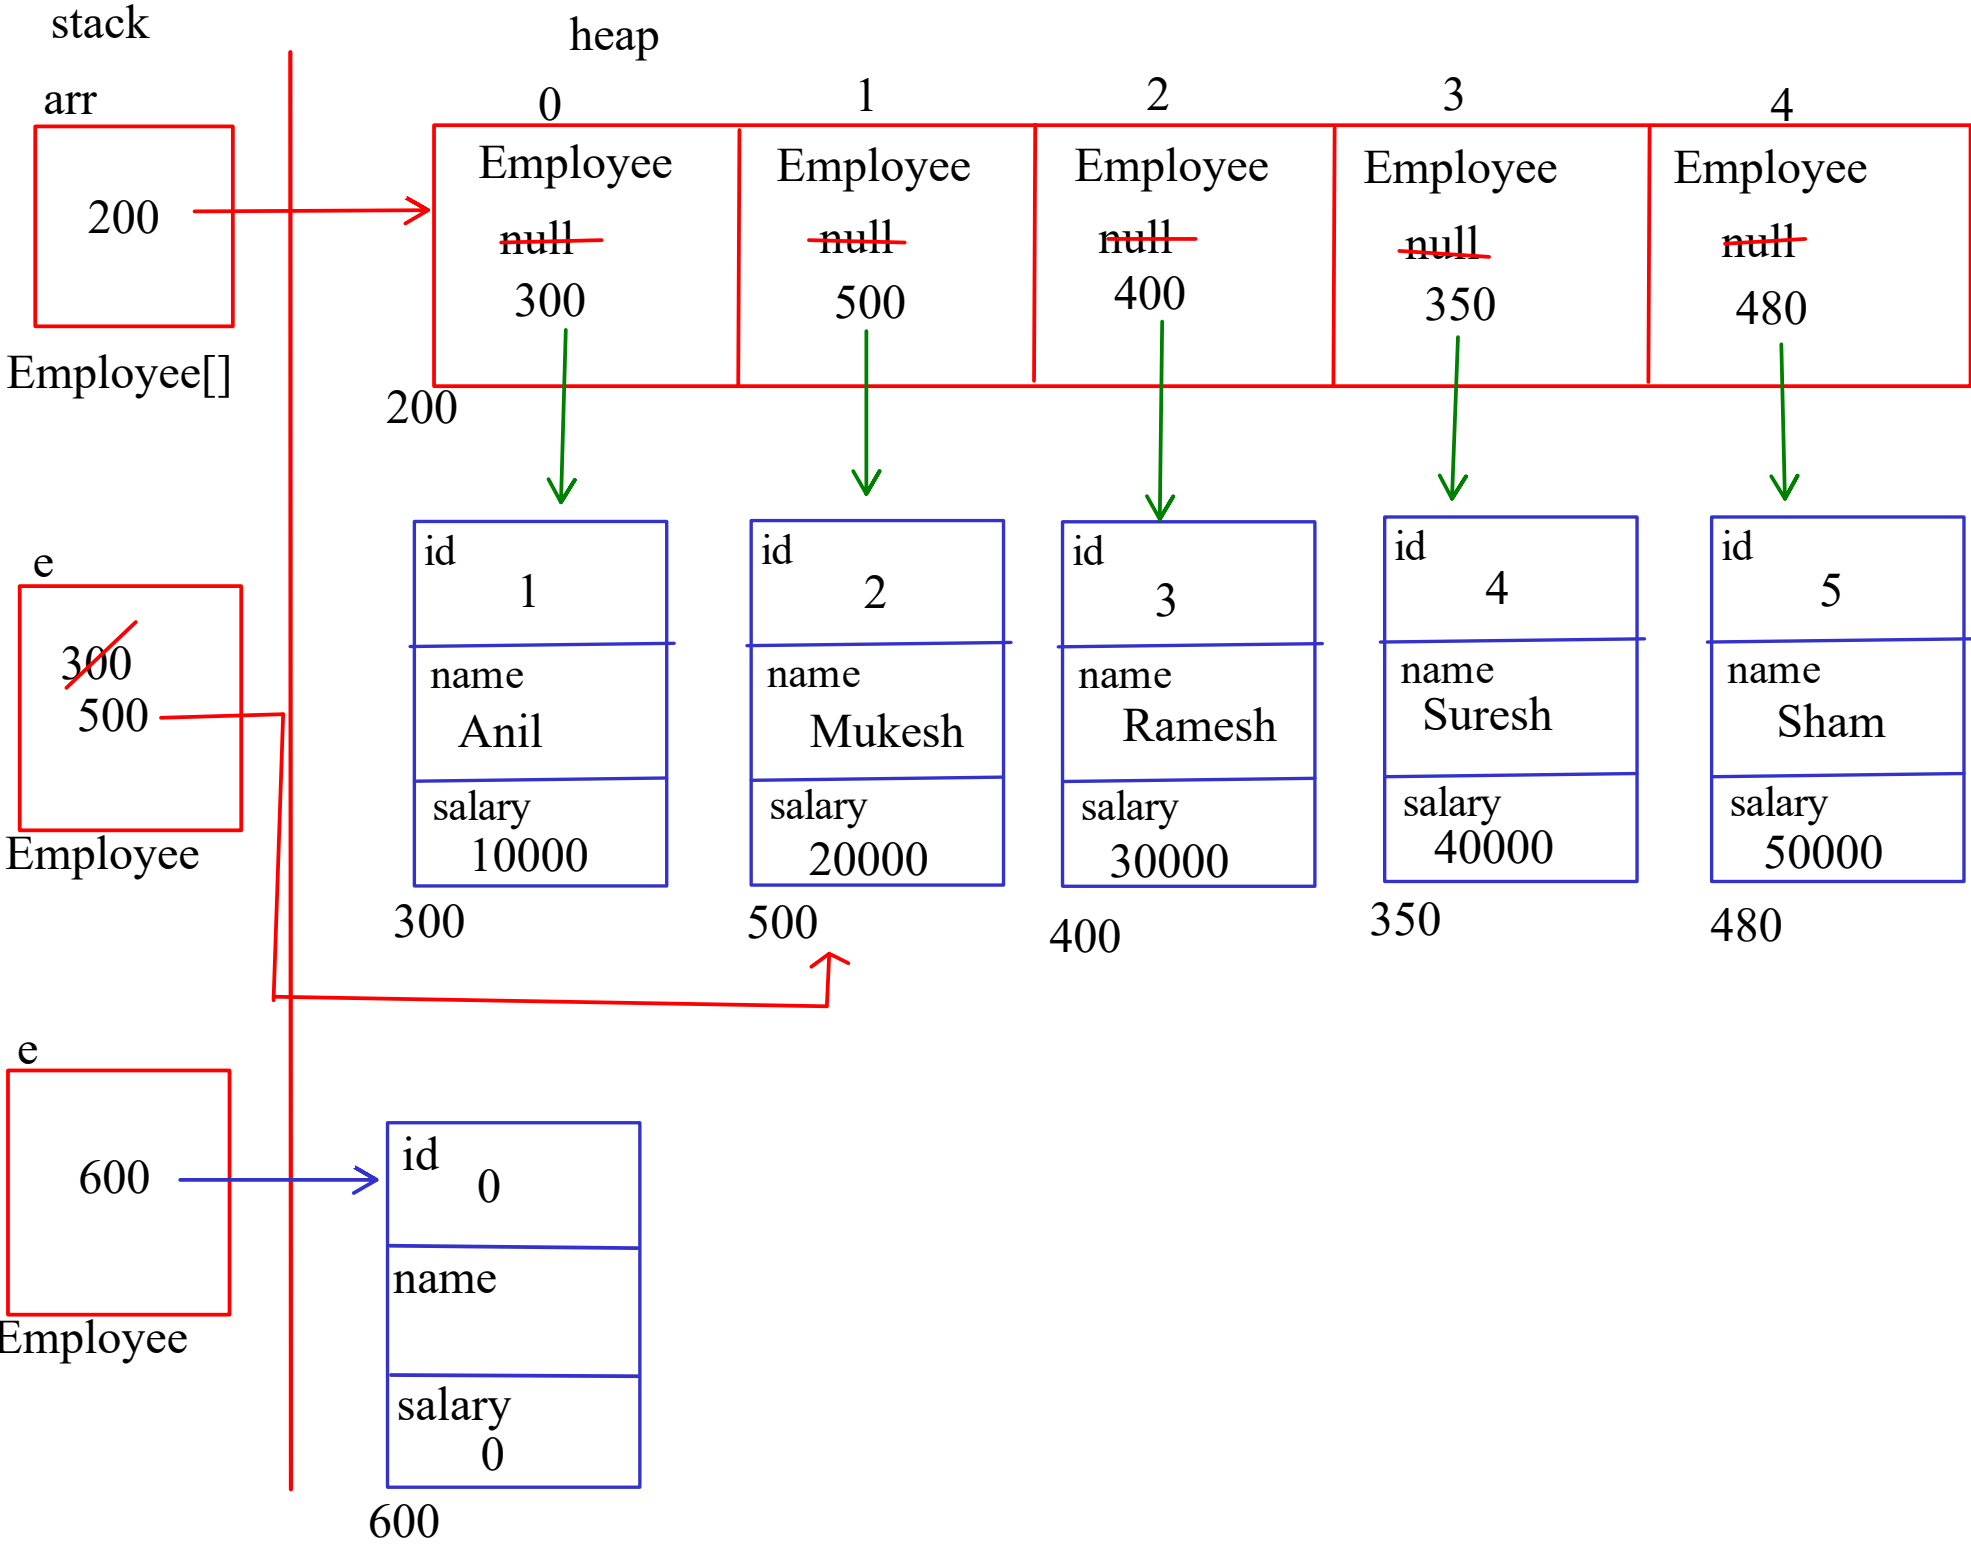 stack
heap
arr
0 1 2 3 4
Employee Employee Employee Employee Employee
200
null null null null null
300 500 400 350 480
Employee[]
200
e
id id id id id
1 2 3 4 5
300
500
name name name name name
Anil Mukesh Ramesh Suresh Sham
salary salary salary salary salary
10000 20000 30000 40000 50000
Employee
300 500 400 350 480
e
600
id
0
name
Employee
salary
0
600